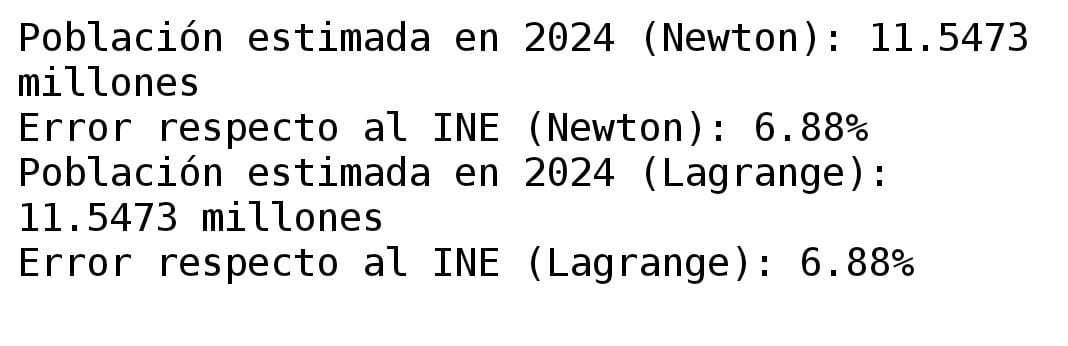 Población estimada en 2024 (Newton): 11.5473
millones
Error respecto al INE (Newton): 6.88%
Población estimada en 2024 (Lagrange):
11.5473 millones
Error respecto al INE (Lagrange): 6.88%